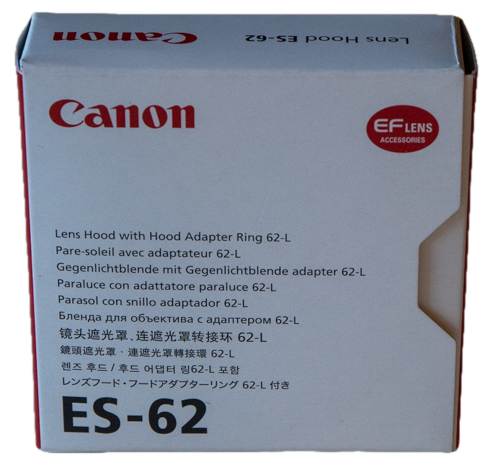 Canon Lens Hood ES-62
Canon
EF LENS
ACCESSORIES
Lens Hood with Hood Adapter Ring 62-L
Pare-soleil avec adaptateur 62-L
Gegenlichtblende mit Gegenlichtblende adapter 62-L
Paraluce con adattatore paraluce 62-L
Parasol con snillo adaptador 62-L
Бленда для объектива с адаптером 62-L
镜头遮光罩、连遮光罩转接环 62-L
鏡頭遮光罩·連遮光罩轉接環 62-L
렌즈 후드 / 후드 어댑터 링62-L 포함
レンズフード・フードアダプターリング 62-L 付き
ES-62